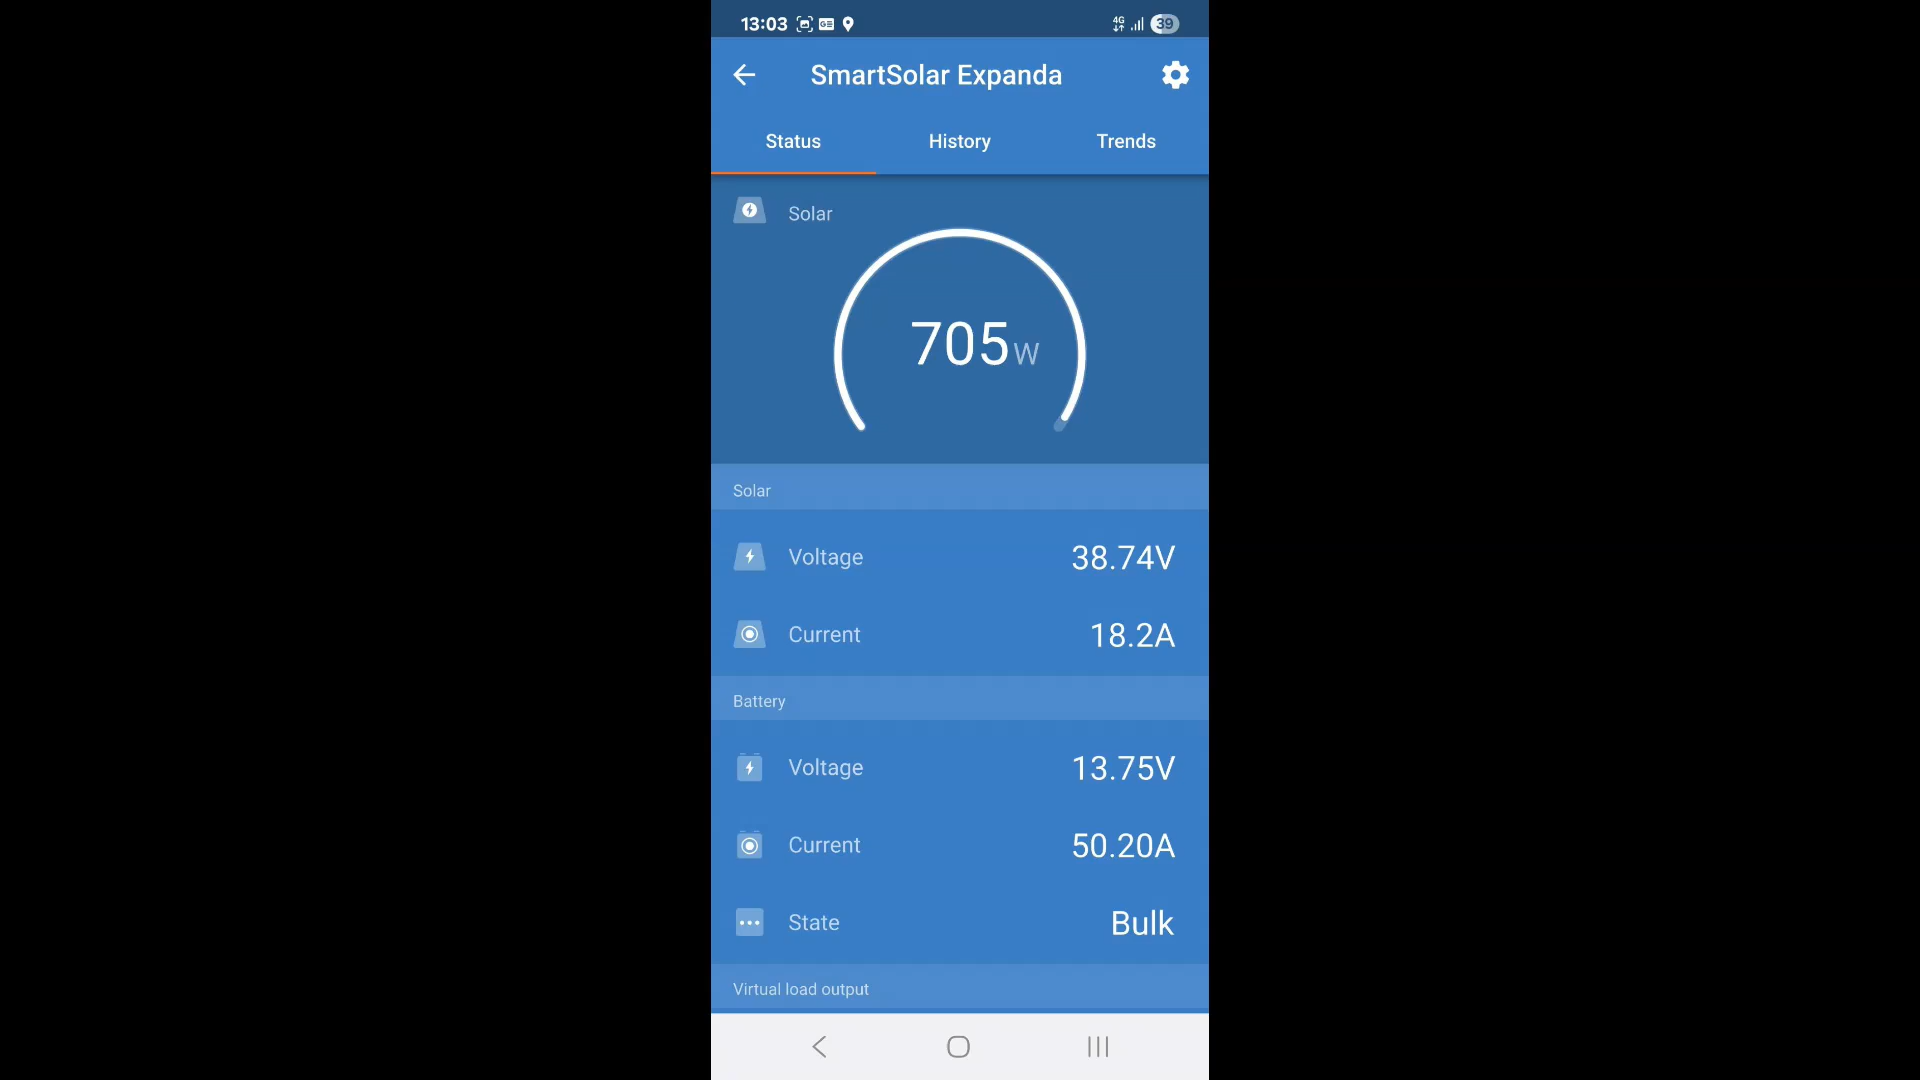 13:03 4G 39
SmartSolar Expanda
Status History Trends
Solar
705W
Solar
Voltage 38.74V
Current 18.2A
Battery
Voltage 13.75V
Current 50.20A
State Bulk
Virtual load output